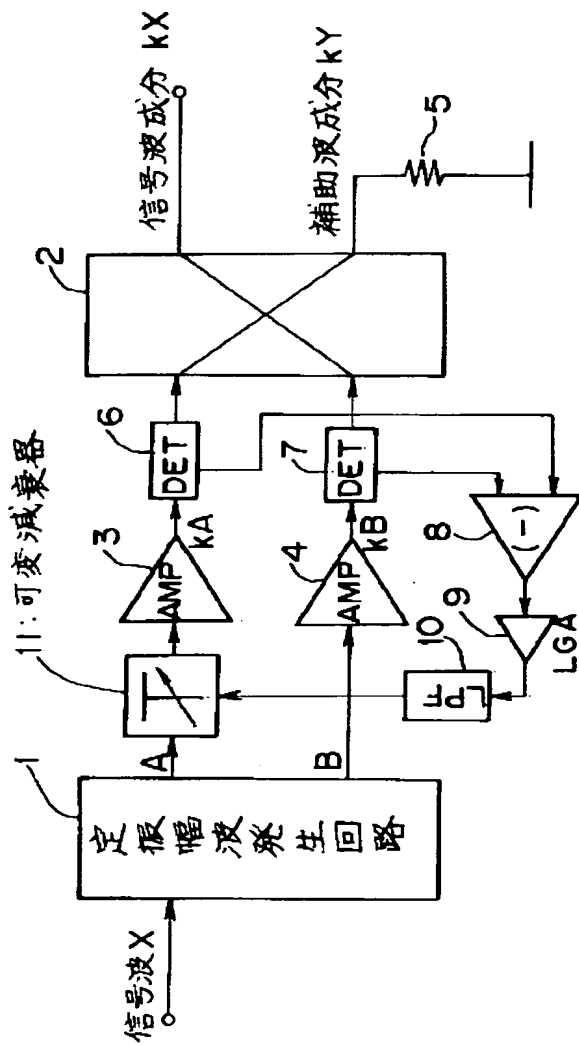 信号波X
1
定振幅波発生回路
A
B
11:可変減衰器
3
AMP
kA
4
AMP
kB
6
DET
7
DET
2
信号波成分 kX
補助波成分 kY
5
8
(-)
9
LGA
10
LPF